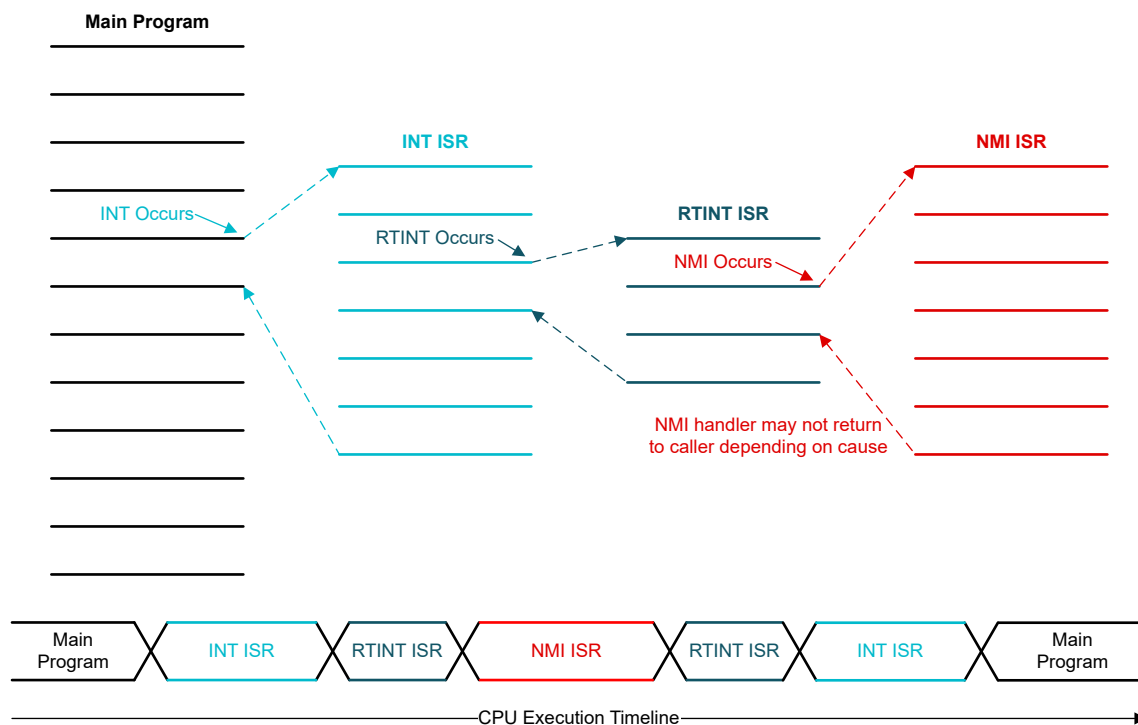 Main Program
INT ISR
NMI ISR
INT Occurs
RTINT ISR
RTINT Occurs
NMI Occurs
NMI handler may not return
to caller depending on cause
Main
Program
INT ISR
RTINT ISR
NMI ISR
RTINT ISR
INT ISR
Main
Program
CPU Execution Timeline